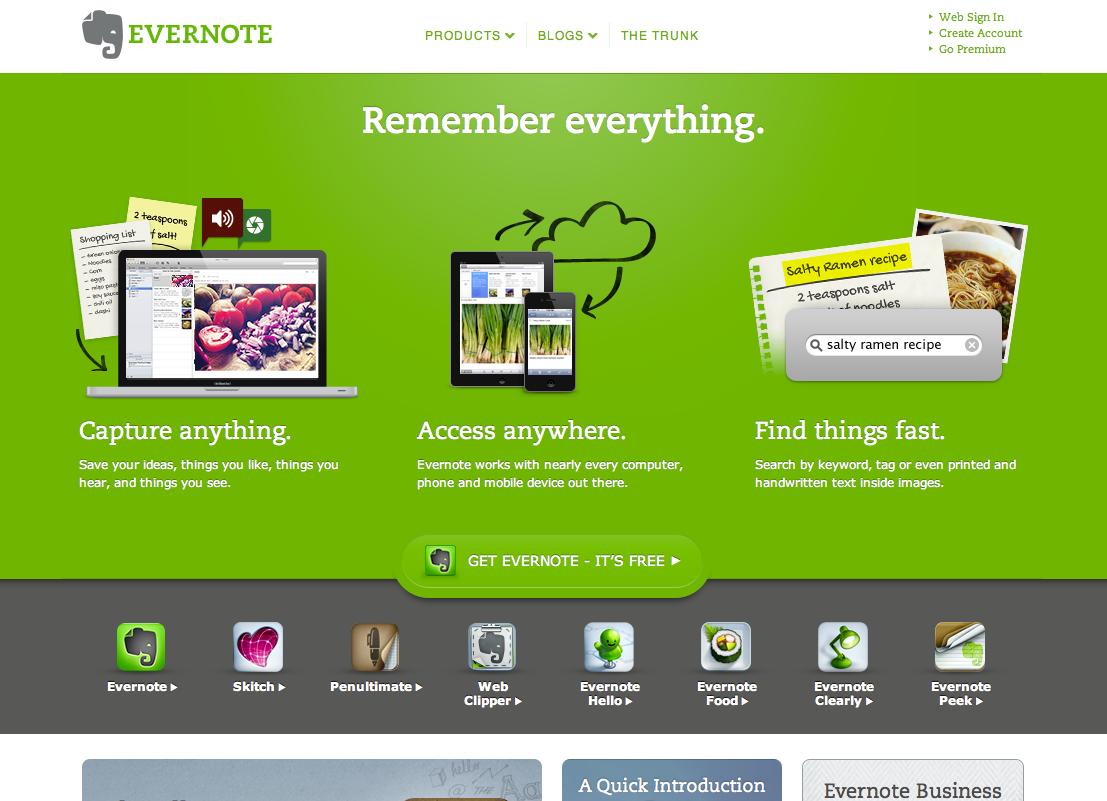 EVERNOTE
PRODUCTS
BLOGS
THE TRUNK
Web Sign In
Create Account
Go Premium
Remember everything.
2 teaspoons
of salt!
Shopping List
– Green onion
– Noodles
– Corn
– eggs
– miso paste
– Soy sauce
– chili oil
– dashi
Salty Ramen recipe
2 teaspoons salt
of noodles
salty ramen recipe
Capture anything.
Save your ideas, things you like, things you
hear, and things you see.
Access anywhere.
Evernote works with nearly every computer,
phone and mobile device out there.
Find things fast.
Search by keyword, tag or even printed and
handwritten text inside images.
GET EVERNOTE - IT'S FREE
Evernote
Skitch
Penultimate
Web
Clipper
Evernote
Hello
Evernote
Food
Evernote
Clearly
Evernote
Peek
hello
@ THE
A Quick Introduction
Evernote Business